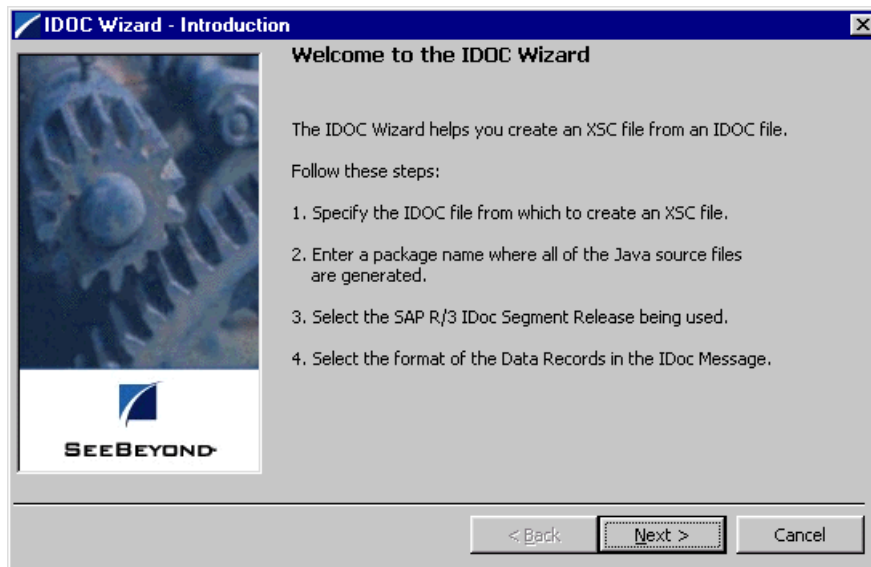 IDOC Wizard - Introduction
Welcome to the IDOC Wizard
The IDOC Wizard helps you create an XSC file from an IDOC file.
Follow these steps:
1. Specify the IDOC file from which to create an XSC file.
2. Enter a package name where all of the Java source files
are generated.
3. Select the SAP R/3 IDoc Segment Release being used.
4. Select the format of the Data Records in the IDoc Message.
SEEBEYOND
< Back
Next >
Cancel